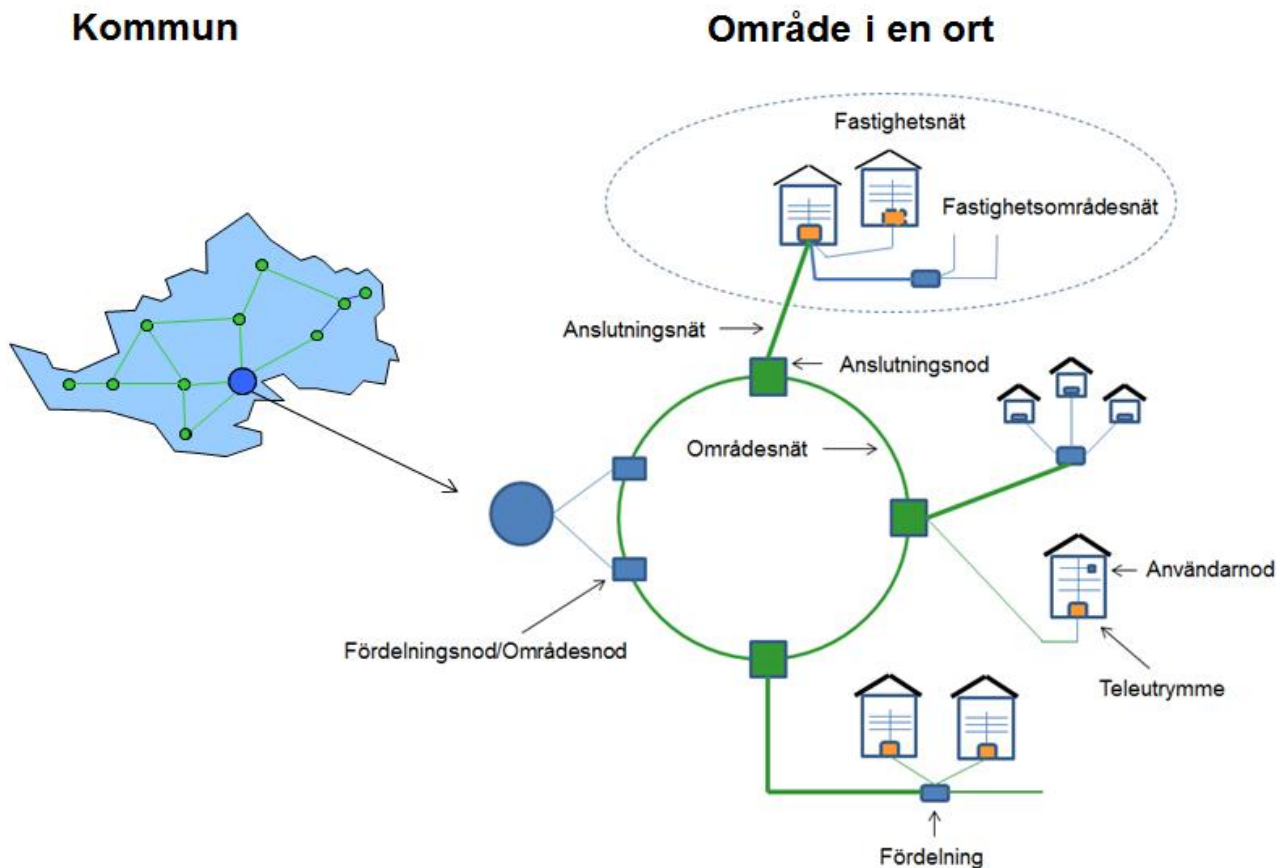 Kommun
Område i en ort
Fastighetsnät
Fastighetsområdesnät
Anslutningsnät
Anslutningsnod
Områdesnät
Användarnod
Fördelningsnod/Områdesnod
Teleutrymme
Fördelning